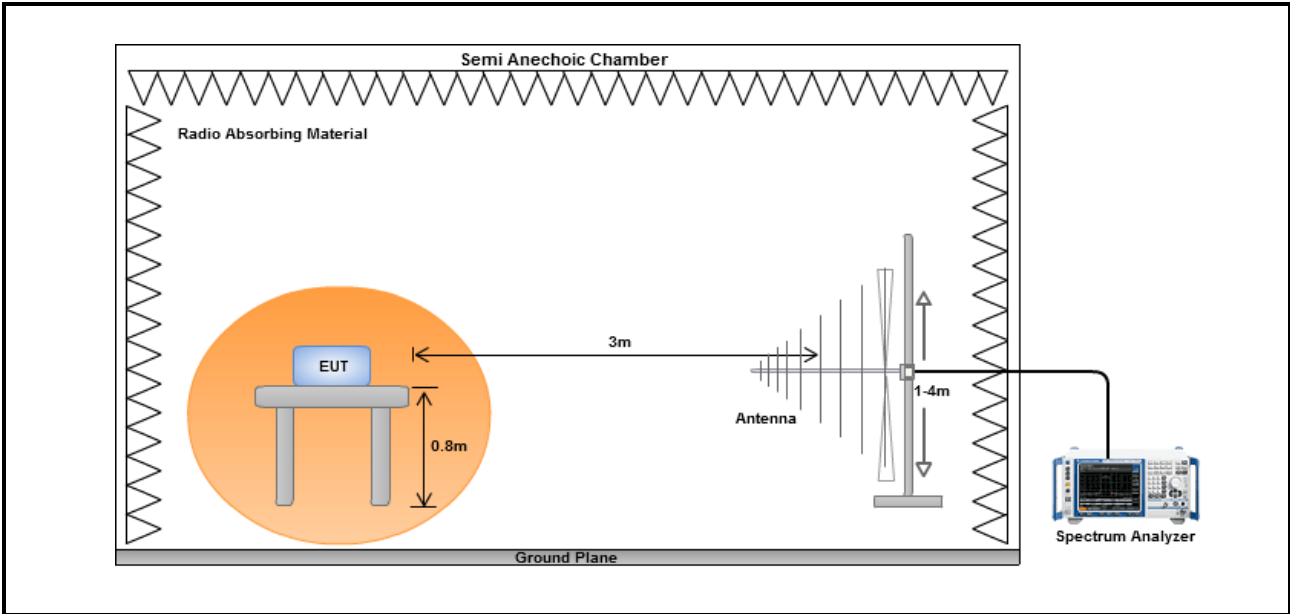 Semi Anechoic Chamber
Radio Absorbing Material
3m
EUT
1-4m
Antenna
0.8m
Spectrum Analyzer
Ground Plane